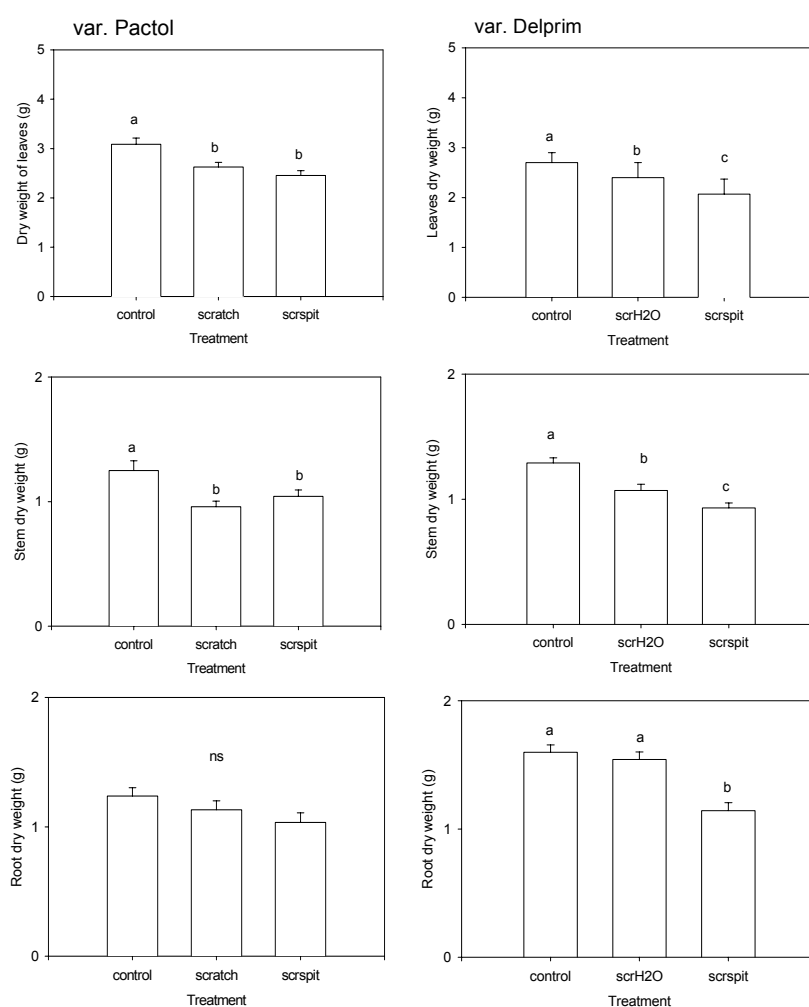 var. Pactol
var. Delprim
Dry weight of leaves (g)
5
4
3
2
1
0
a
b
b
control
scratch
scrspit
Treatment
Leaves dry weight (g)
5
4
3
2
1
0
a
b
c
control
scrH2O
scrspit
Treatment
Stem dry weight (g)
2
1
0
a
b
b
control
scratch
scrspit
Treatment
Stem dry weight (g)
2
1
0
a
b
c
control
scrH2O
scrspit
Treatment
Root dry weight (g)
2
1
0
ns
control
scratch
scrspit
Treatment
Root dry weight (g)
2
1
0
a
a
b
control
scrH2O
scrspit
Treatment